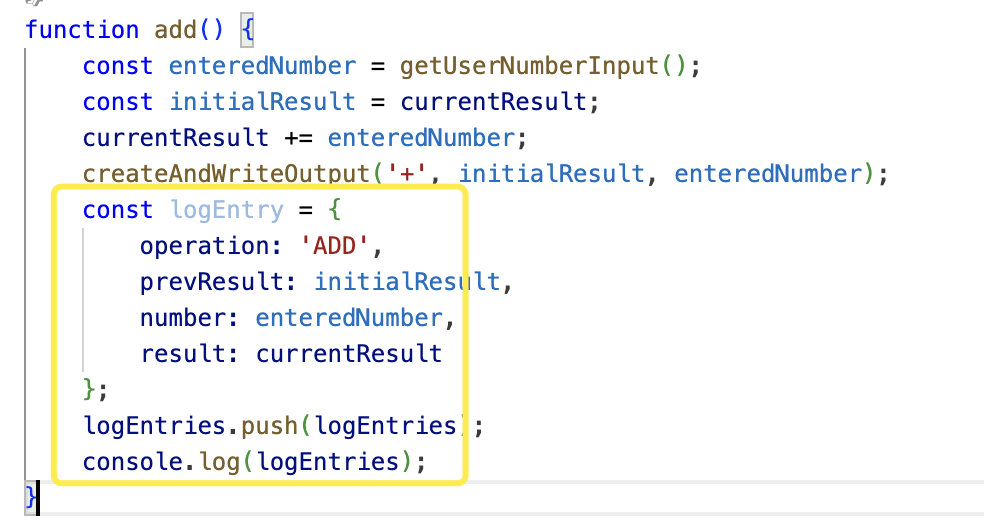 function add() {
    const enteredNumber = getUserNumberInput();
    const initialResult = currentResult;
    currentResult += enteredNumber;
    createAndWriteOutput('+', initialResult, enteredNumber);
    const logEntry = {
        operation: 'ADD',
        prevResult: initialResult,
        number: enteredNumber,
        result: currentResult
    };
    logEntries.push(logEntries);
    console.log(logEntries);
}